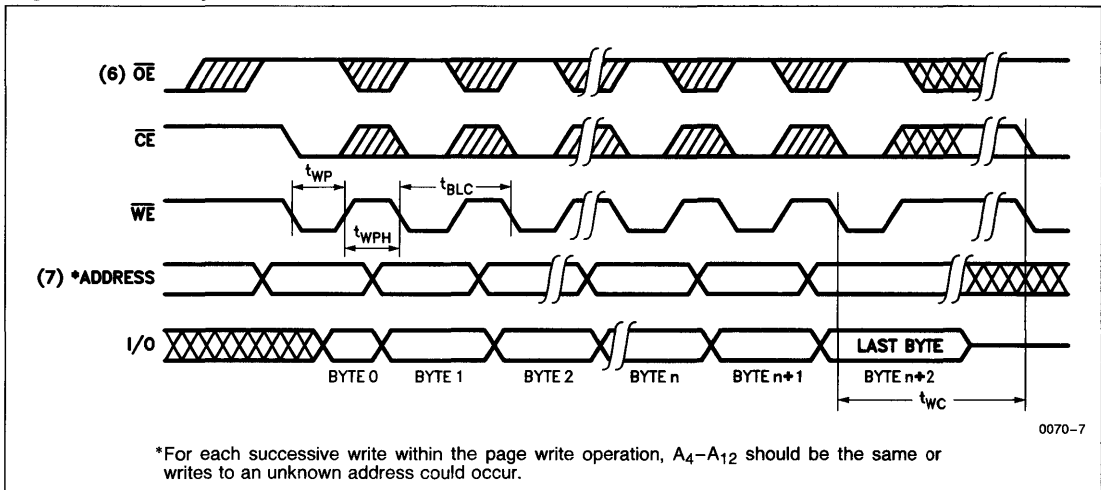 (6) OE
CE
tWP
tBLC
WE
tWPH
(7) *ADDRESS
I/O
LAST BYTE
BYTE 0 BYTE 1 BYTE 2 BYTE n BYTE n+1 BYTE n+2
tWC
0070-7
*For each successive write within the page write operation, A4–A12 should be the same or
writes to an unknown address could occur.